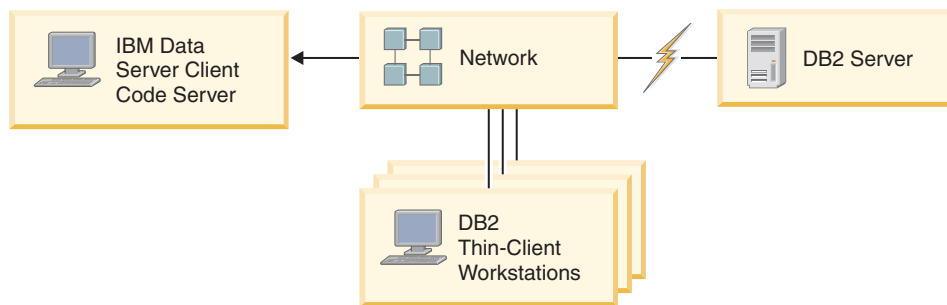 IBM Data
Server Client
Code Server
Network
DB2 Server
DB2
Thin-Client
Workstations